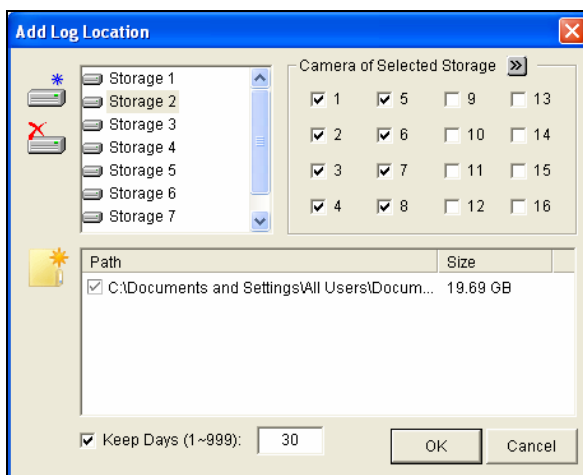 Add Log Location
Storage 1
Storage 2
Storage 3
Storage 4
Storage 5
Storage 6
Storage 7
Camera of Selected Storage
1 5 9 13
2 6 10 14
3 7 11 15
4 8 12 16
Path Size
C:\Documents and Settings\All Users\Docum... 19.69 GB
Keep Days (1~999): 30
OK Cancel